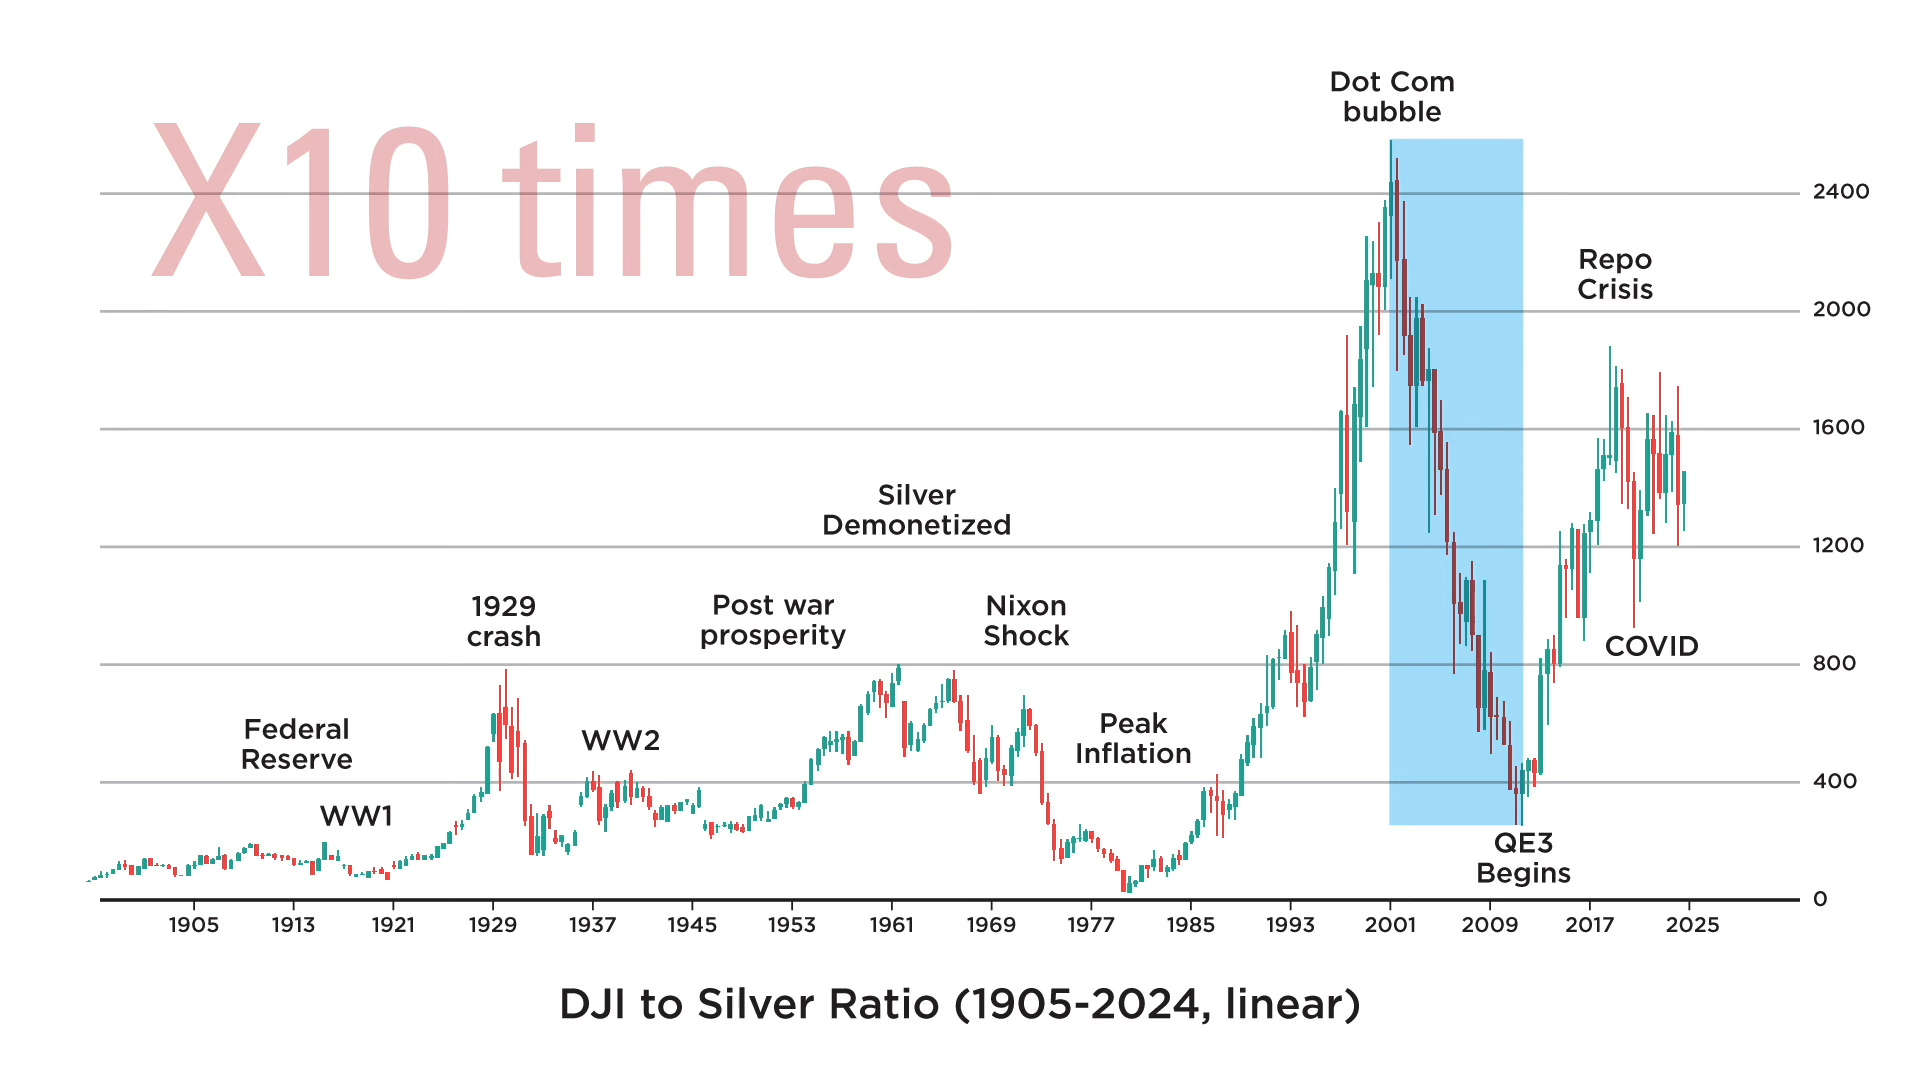 Dot Com
bubble
X10 times
2400
Repo
Crisis
2000
1600
Silver
Demonetized
1200
1929
crash
Post war
prosperity
Nixon
Shock
COVID
800
Federal
Reserve
WW2
Peak
Inflation
400
WW1
QE3
Begins
0
1905 1913 1921 1929 1937 1945 1953 1961 1969 1977 1985 1993 2001 2009 2017 2025
DJI to Silver Ratio (1905-2024, linear)